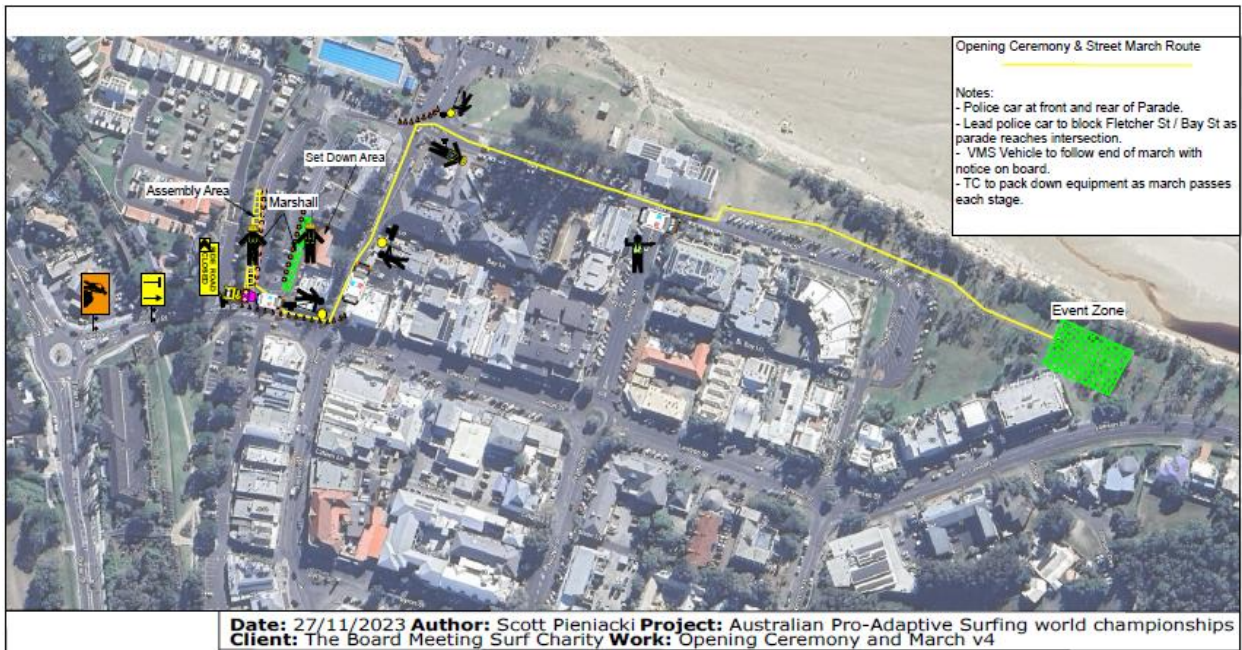 Opening Ceremony & Street March Route
Notes:
- Police car at front and rear of Parade.
- Lead police car to block Fletcher St / Bay St as
parade reaches intersection.
- VMS Vehicle to follow end of march with
notice on board.
- TC to pack down equipment as march passes
each stage.
Set Down Area
Assembly Area
Marshall
SIDE ROAD
CLOSED
Event Zone
Date: 27/11/2023 Author: Scott Pieniacki Project: Australian Pro-Adaptive Surfing world championships
Client: The Board Meeting Surf Charity Work: Opening Ceremony and March v4